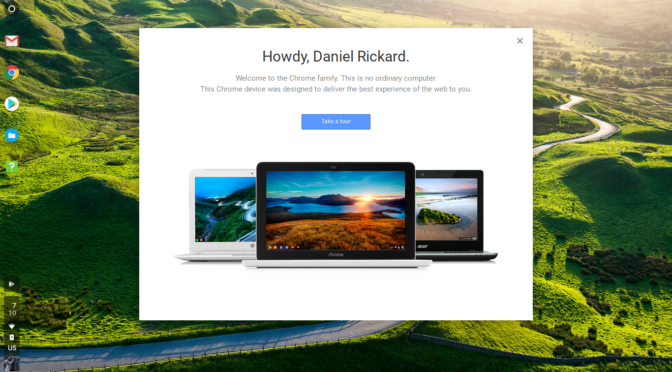 Howdy, Daniel Rickard.
Welcome to the Chrome family. This is no ordinary computer.
This Chrome device was designed to deliver the best experience of the web to you.
Take a tour
chrome
acer
?
7
10
US